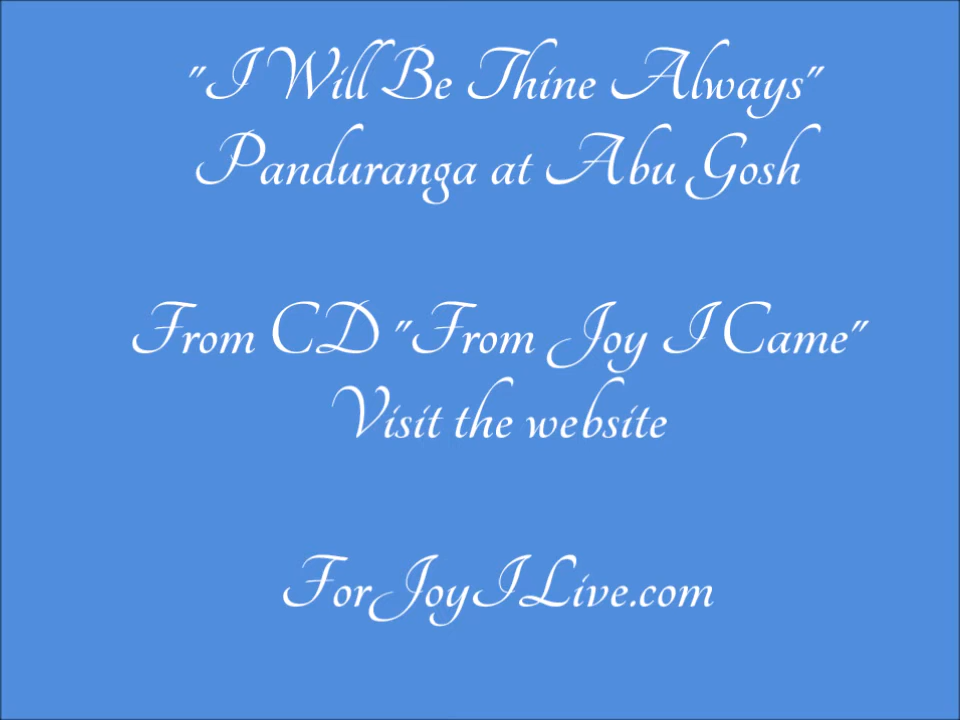 "I Will Be Thine Always"
Panduranga at Abu Gosh
From CD "From Joy I Came"
Visit the website
ForJoyILive.com